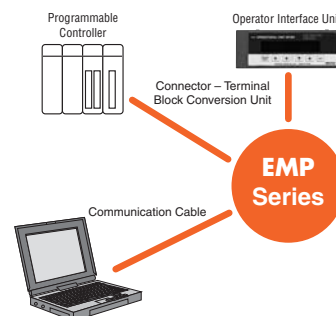 Programmable
Controller
Operator Interface Uni
Connector – Terminal
Block Conversion Unit
EMP
Series
Communication Cable